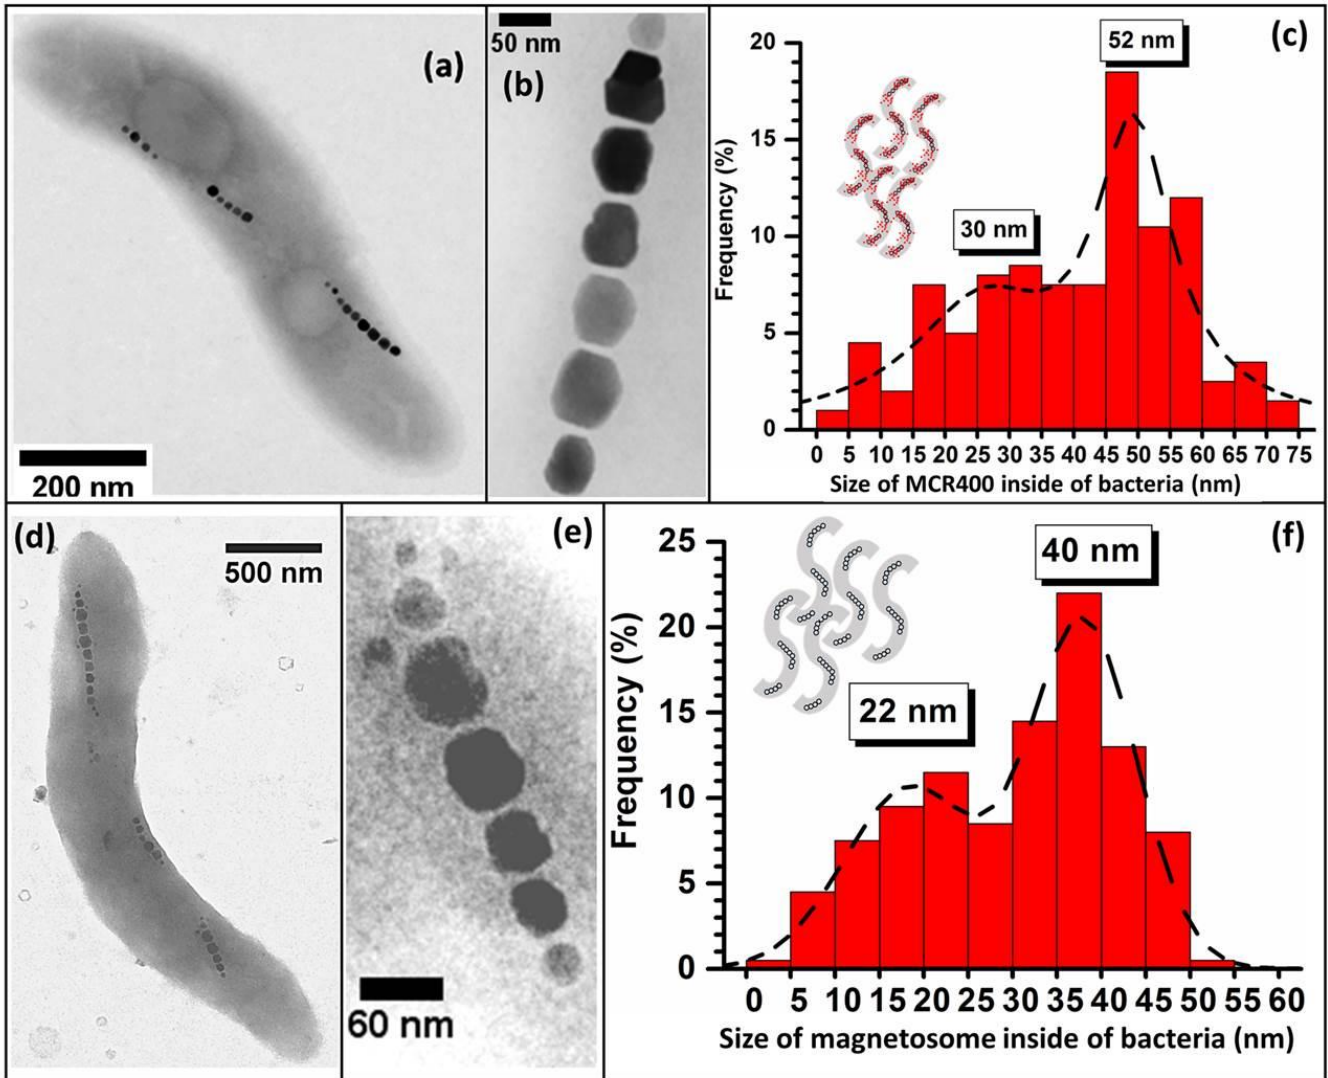 (a)
200 nm
50 nm
(b)
(c)
52 nm
30 nm
Frequency (%)
20
15
10
5
0
0 5 10 15 20 25 30 35 40 45 50 55 60 65 70 75
Size of MCR400 inside of bacteria (nm)
(d)
500 nm
(e)
60 nm
(f)
40 nm
22 nm
Frequency (%)
25
20
15
10
5
0
0 5 10 15 20 25 30 35 40 45 50 55 60
Size of magnetosome inside of bacteria (nm)